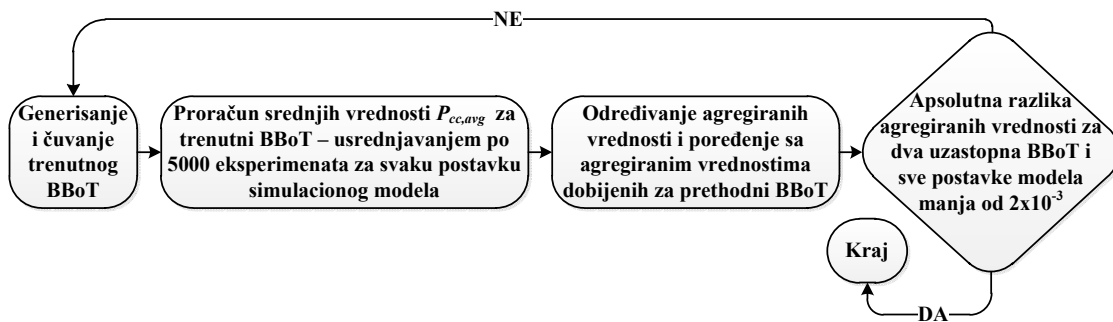 NE
Generisanje
i čuvanje
trenutnog
BBoT
Proračun srednjih vrednosti P_cc,avg za
trenutni BBoT – usrednjavanjem po
5000 eksperimenata za svaku postavku
simulacionog modela
Određivanje agregiranih
vrednosti i poređenje sa
agregiranim vrednostima
dobijenih za prethodni BBoT
Apsolutna razlika
agregiranih vrednosti za
dva uzastopna BBoT i
sve postavke modela
manja od 2x10⁻³
Kraj
DA